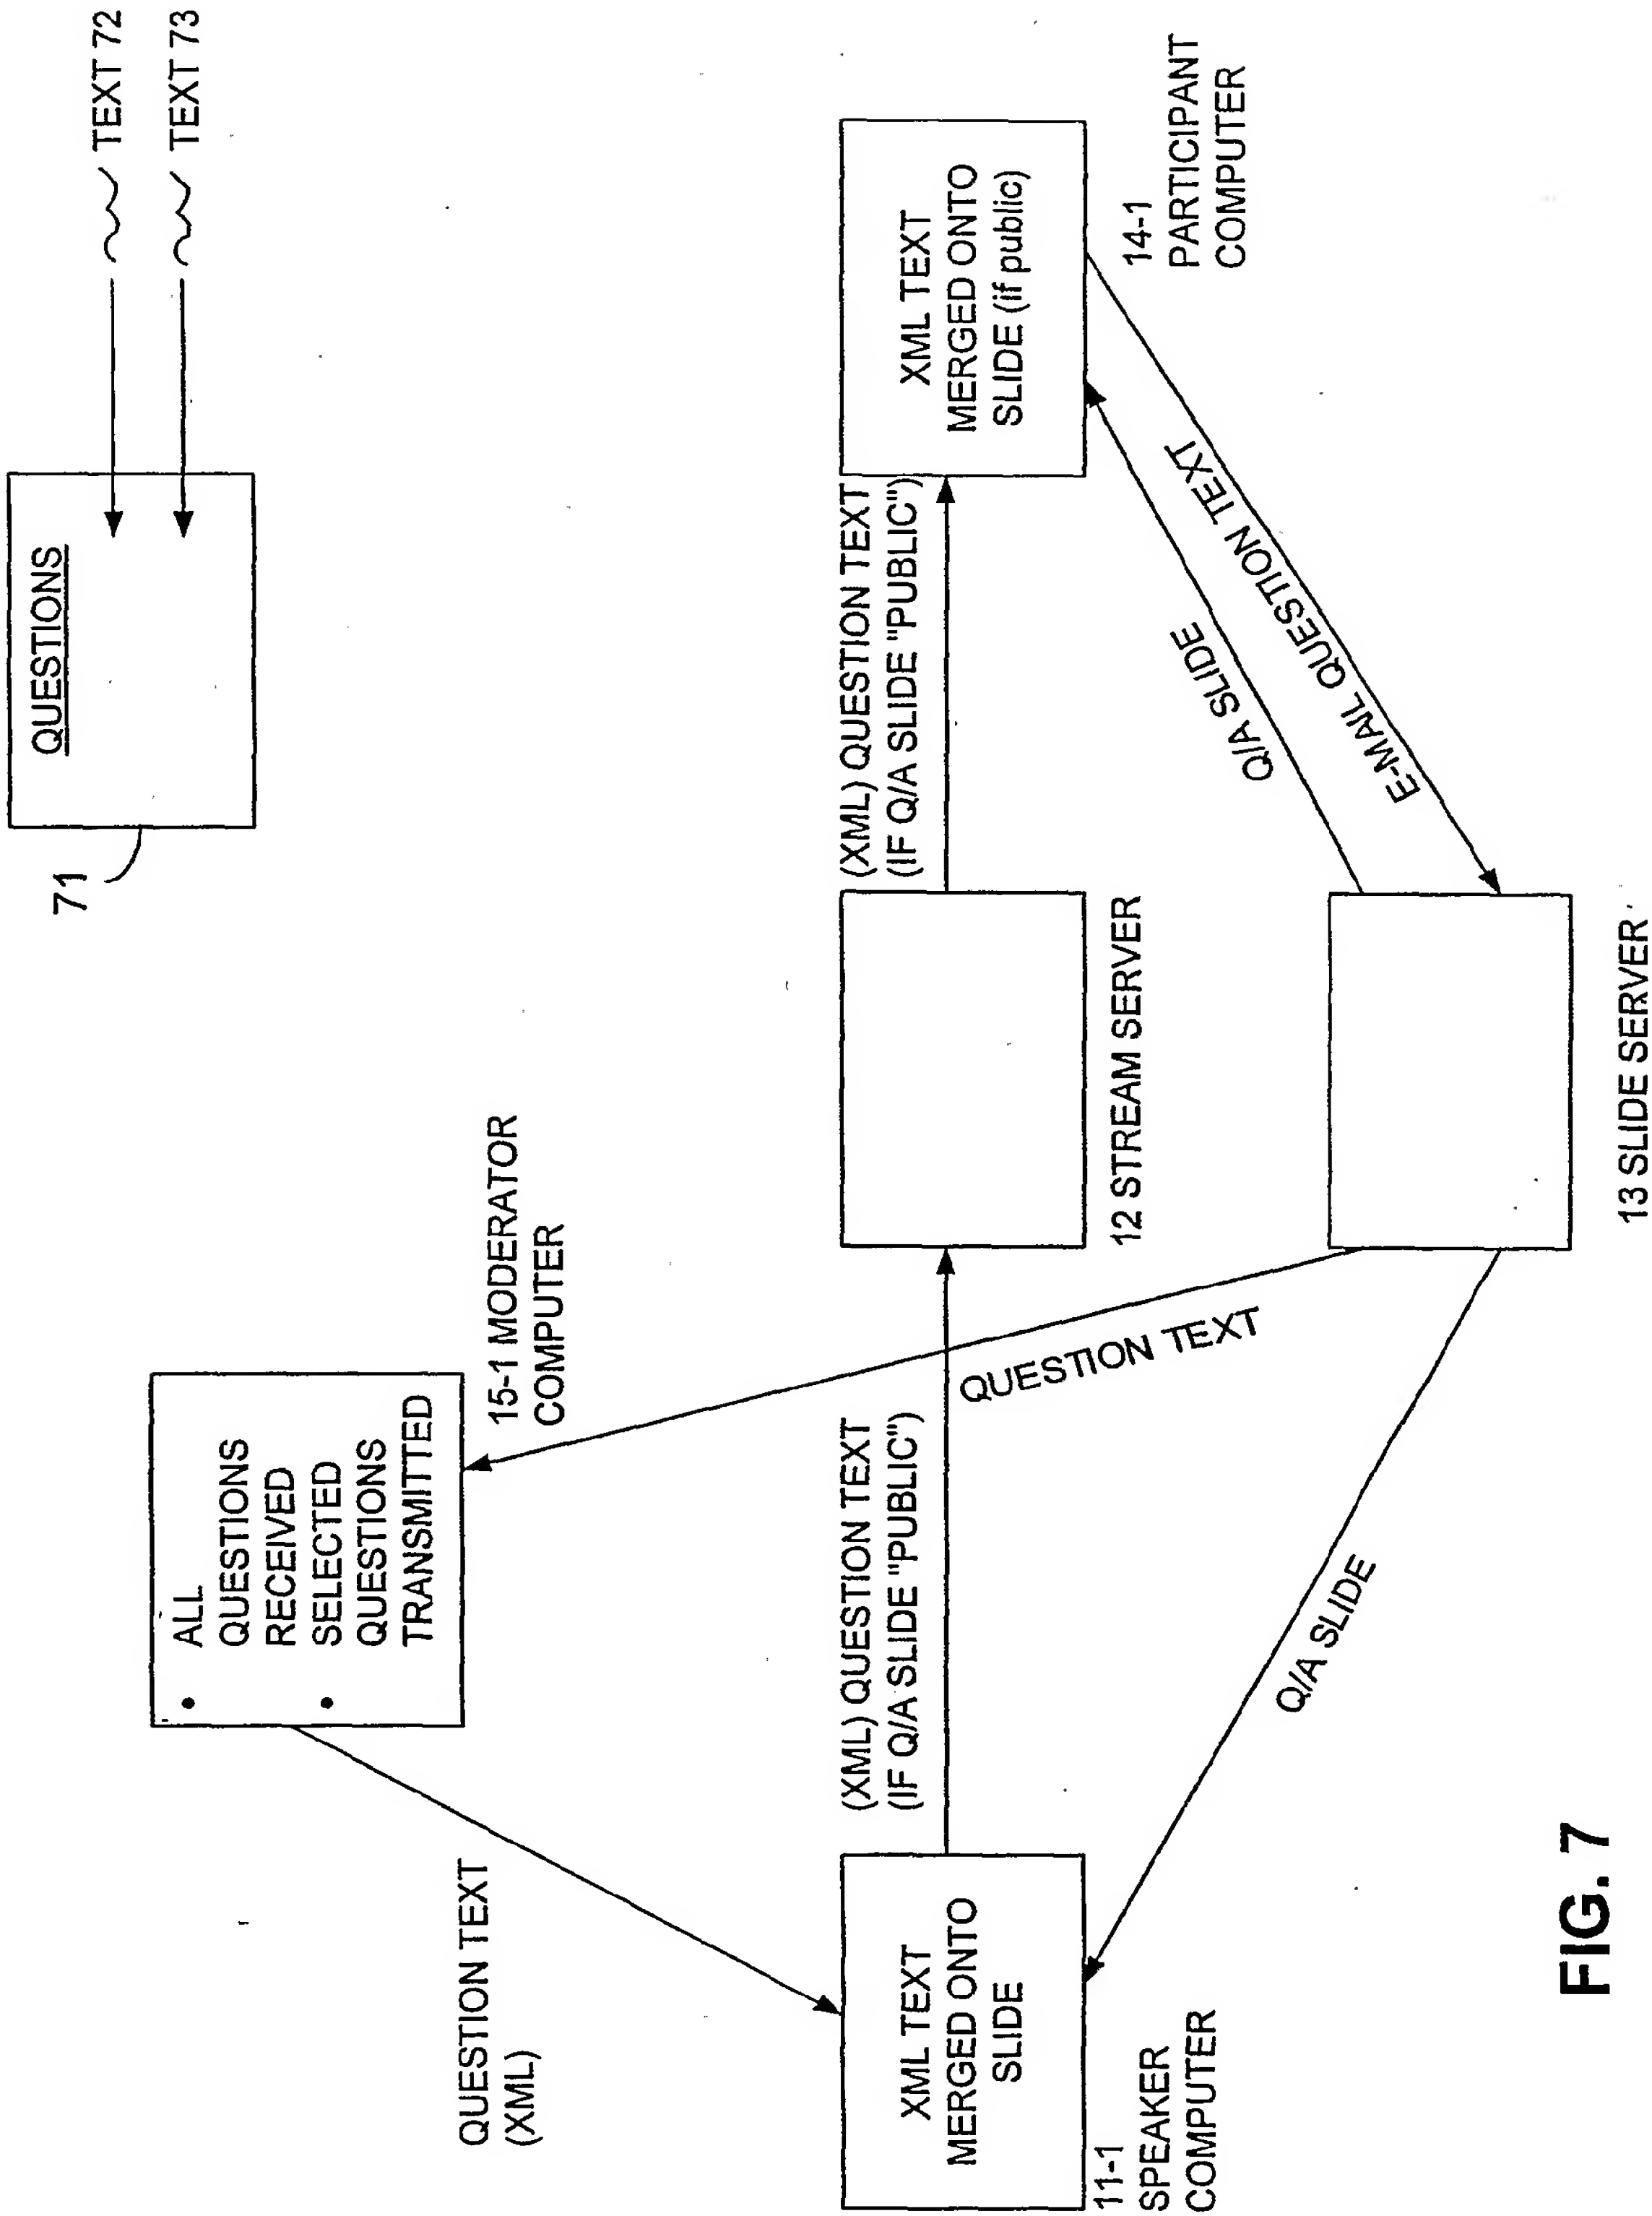 QUESTIONS
TEXT 72
TEXT 73
71
ALL
QUESTIONS
RECEIVED
SELECTED
QUESTIONS
TRANSMITTED
15-1 MODERATOR
COMPUTER
QUESTION TEXT
(XML)
XML TEXT
MERGED ONTO
SLIDE
11-1
SPEAKER
COMPUTER
(XML) QUESTION TEXT
(IF Q/A SLIDE "PUBLIC")
QUESTION TEXT
12 STREAM SERVER
(XML) QUESTION TEXT
(IF Q/A SLIDE "PUBLIC")
XML TEXT
MERGED ONTO
SLIDE (if public)
14-1
PARTICIPANT
COMPUTER
Q/A SLIDE
Q/A SLIDE
E-MAIL QUESTION TEXT
13 SLIDE SERVER
FIG. 7